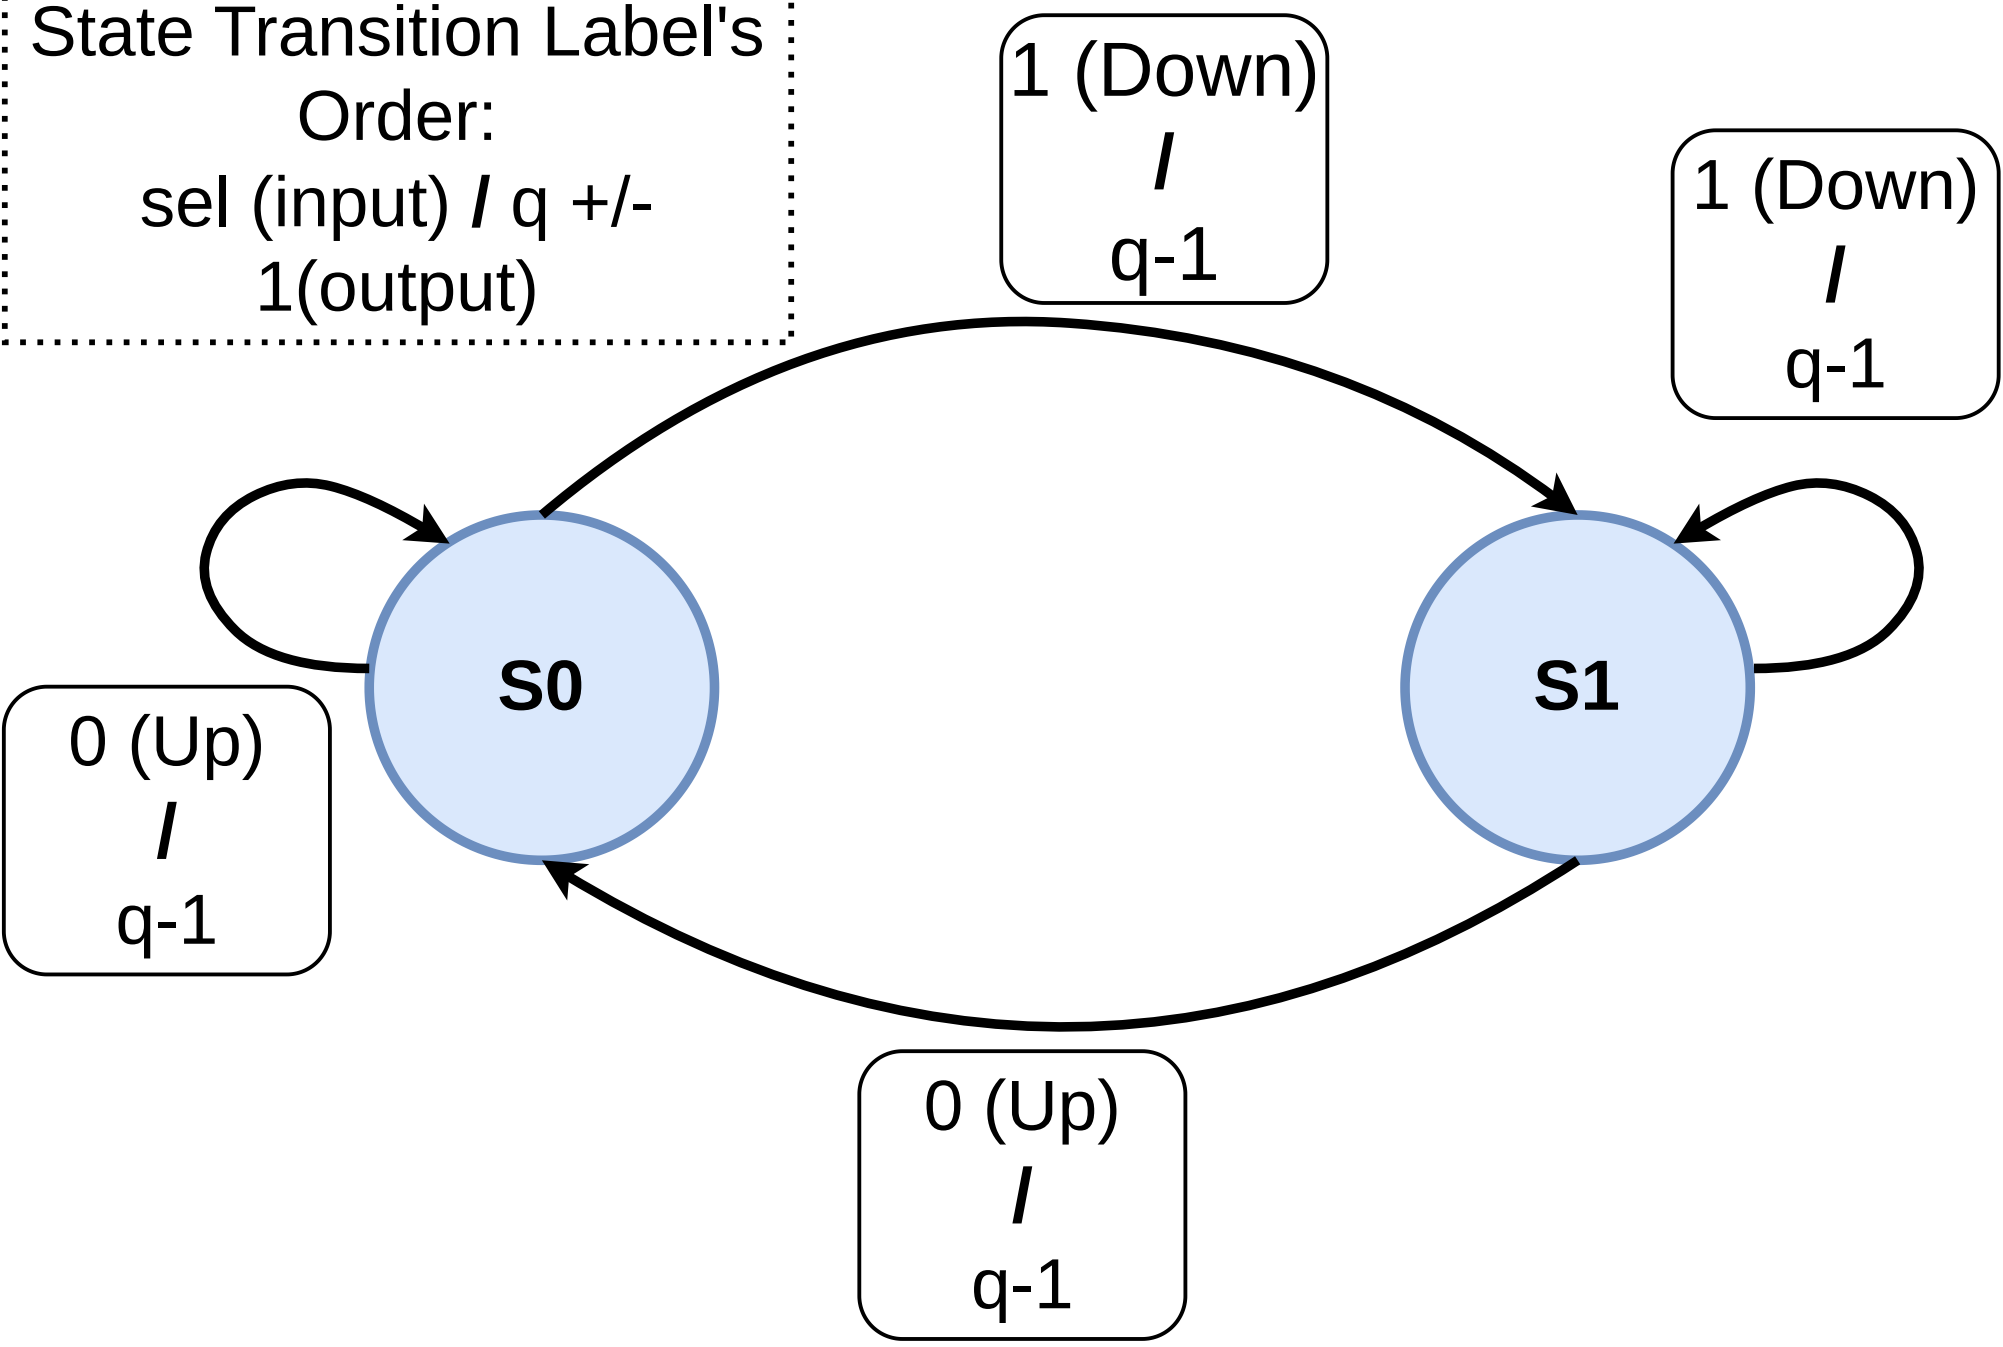 State Transition Label's
Order:
sel (input) / q +/-
1(output)
1 (Down)
/
q-1
1 (Down)
/
q-1
S0
S1
0 (Up)
/
q-1
0 (Up)
/
q-1